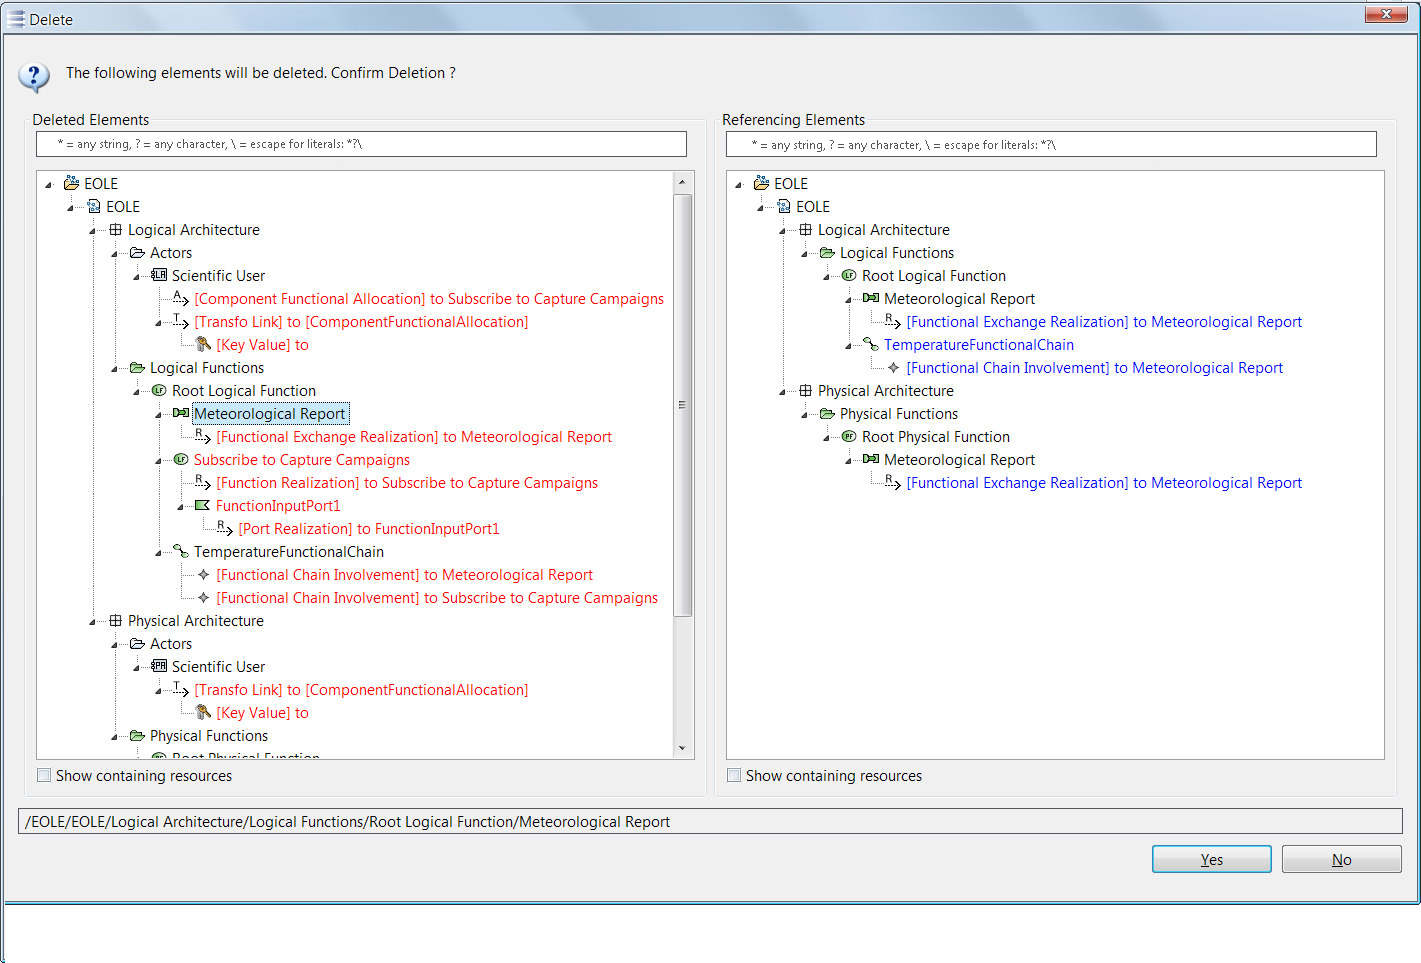 Delete
The following elements will be deleted. Confirm Deletion ?
Deleted Elements
* = any string, ? = any character, \ = escape for literals: *?\
EOLE
EOLE
Logical Architecture
Actors
Scientific User
[Component Functional Allocation] to Subscribe to Capture Campaigns
[Transfo Link] to [ComponentFunctionalAllocation]
[Key Value] to
Logical Functions
Root Logical Function
Meteorological Report
[Functional Exchange Realization] to Meteorological Report
Subscribe to Capture Campaigns
[Function Realization] to Subscribe to Capture Campaigns
FunctionInputPort1
[Port Realization] to FunctionInputPort1
TemperatureFunctionalChain
[Functional Chain Involvement] to Meteorological Report
[Functional Chain Involvement] to Subscribe to Capture Campaigns
Physical Architecture
Actors
Scientific User
[Transfo Link] to [ComponentFunctionalAllocation]
[Key Value] to
Physical Functions
Root Physical Function
Show containing resources
Referencing Elements
* = any string, ? = any character, \ = escape for literals: *?\
EOLE
EOLE
Logical Architecture
Logical Functions
Root Logical Function
Meteorological Report
[Functional Exchange Realization] to Meteorological Report
TemperatureFunctionalChain
[Functional Chain Involvement] to Meteorological Report
Physical Architecture
Physical Functions
Root Physical Function
Meteorological Report
[Functional Exchange Realization] to Meteorological Report
Show containing resources
/EOLE/EOLE/Logical Architecture/Logical Functions/Root Logical Function/Meteorological Report
Yes No